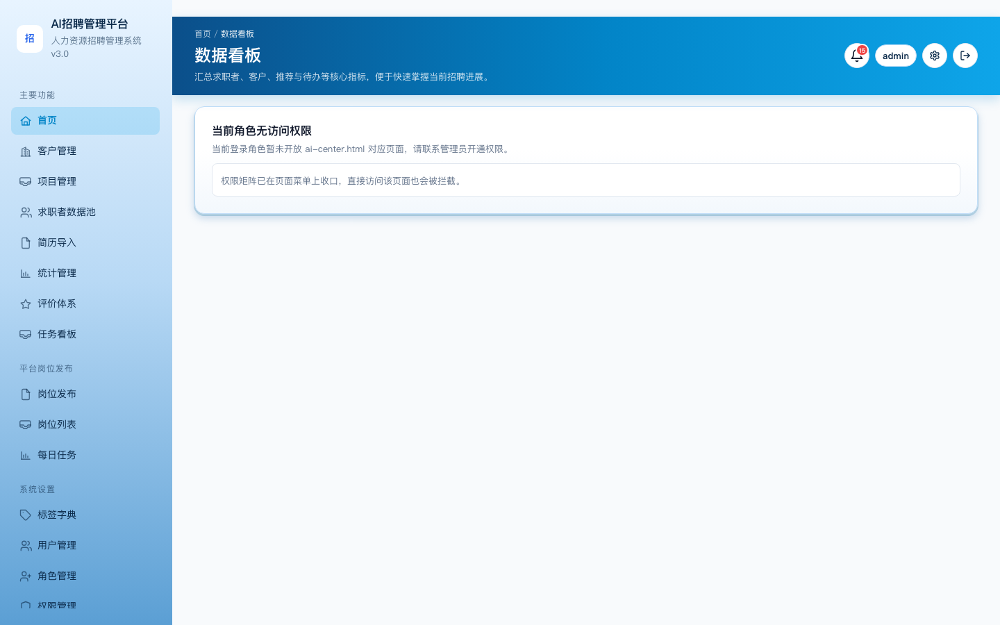 招
AI招聘管理平台
人力资源招聘管理系统
v3.0
主要功能
首页
客户管理
项目管理
求职者数据池
简历导入
统计管理
评价体系
任务看板
平台岗位发布
岗位发布
岗位列表
每日任务
系统设置
标签字典
用户管理
角色管理
权限管理
首页 / 数据看板
数据看板
汇总求职者、客户、推荐与待办等核心指标，便于快速掌握当前招聘进展。
15
admin
当前角色无访问权限
当前登录角色暂未开放 ai-center.html 对应页面，请联系管理员开通权限。
权限矩阵已在页面菜单上收口，直接访问该页面也会被拦截。